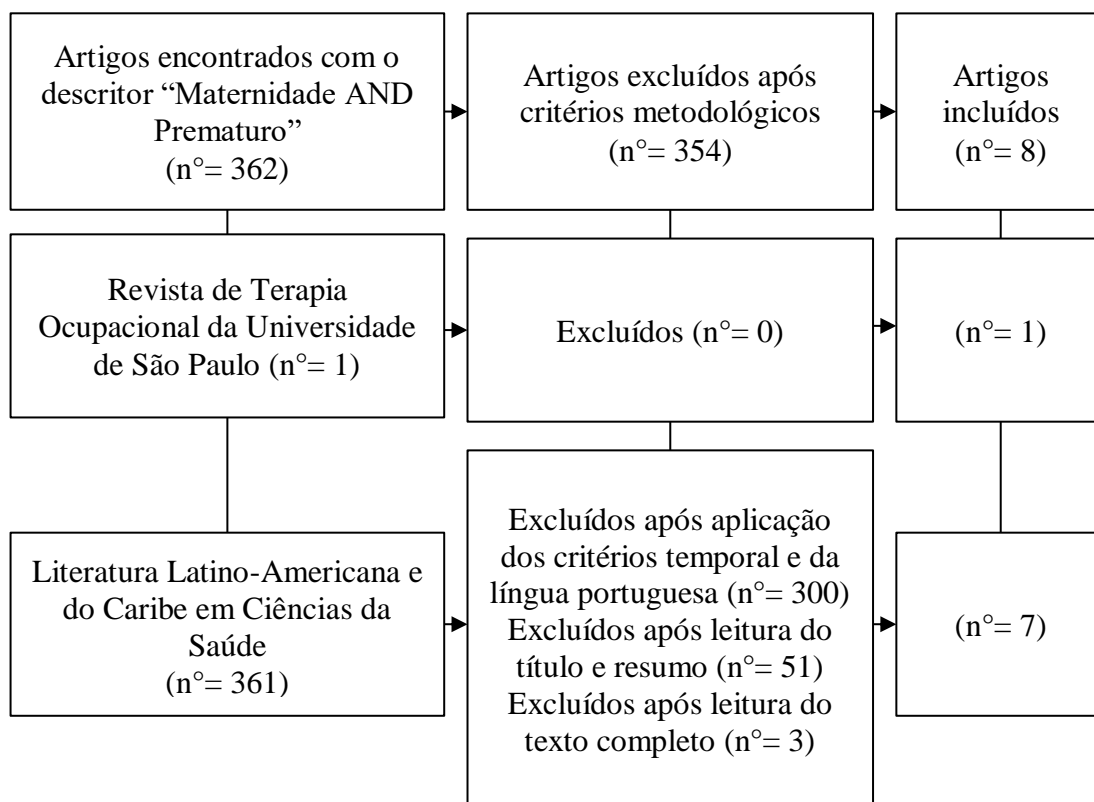 Artigos encontrados com o
descritor “Maternidade AND
Prematuro”
(n°= 362)
Artigos excluídos após
critérios metodológicos
(n°= 354)
Artigos
incluídos
(n°= 8)
Revista de Terapia
Ocupacional da Universidade
de São Paulo (n°= 1)
Excluídos (n°= 0)
(n°= 1)
Literatura Latino-Americana e
do Caribe em Ciências da
Saúde
(n°= 361)
Excluídos após aplicação
dos critérios temporal e da
língua portuguesa (n°= 300)
Excluídos após leitura do
título e resumo (n°= 51)
Excluídos após leitura do
texto completo (n°= 3)
(n°= 7)